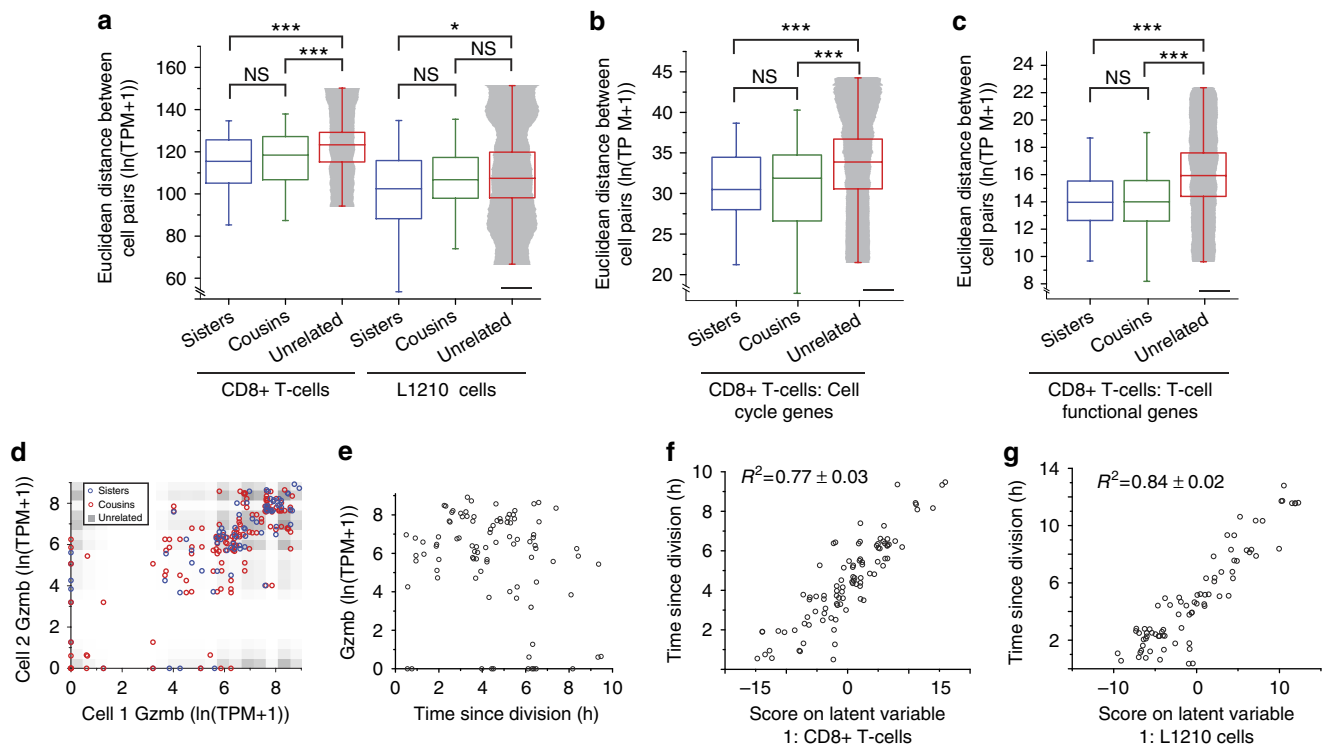 a
Euclidean distance between
cell pairs (ln(TPM+1))
160
140
120
100
80
60
***
***
NS
*
NS
NS
Sisters
Cousins
Unrelated
Sisters
Cousins
Unrelated
CD8+ T-cells
L1210 cells
b
Euclidean distance between
cell pairs (ln(TP M+1))
45
40
35
30
25
20
***
***
NS
Sisters
Cousins
Unrelated
CD8+ T-cells: Cell
cycle genes
c
Euclidean distance between
cell pairs (ln(TP M+1))
24
22
20
18
16
14
12
10
8
***
***
NS
Sisters
Cousins
Unrelated
CD8+ T-cells: T-cell
functional genes
d
Cell 2 Gzmb (ln(TPM+1))
8
6
4
2
0
Sisters
Cousins
Unrelated
0 2 4 6 8
Cell 1 Gzmb (ln(TPM+1))
e
Gzmb (ln(TPM+1))
8
6
4
2
0
0 2 4 6 8 10
Time since division (h)
f
Time since division (h)
10
8
6
4
2
R²=0.77 ± 0.03
−15 0 15
Score on latent variable
1: CD8+ T-cells
g
Time since division (h)
14
10
6
2
R²=0.84 ± 0.02
−10 0 10
Score on latent variable
1: L1210 cells